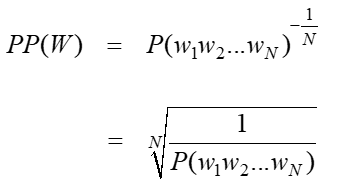 PP(W) = P(w₁w₂...w_N)^(-1/N)
= ᴺ√(1/P(w₁w₂...w_N))